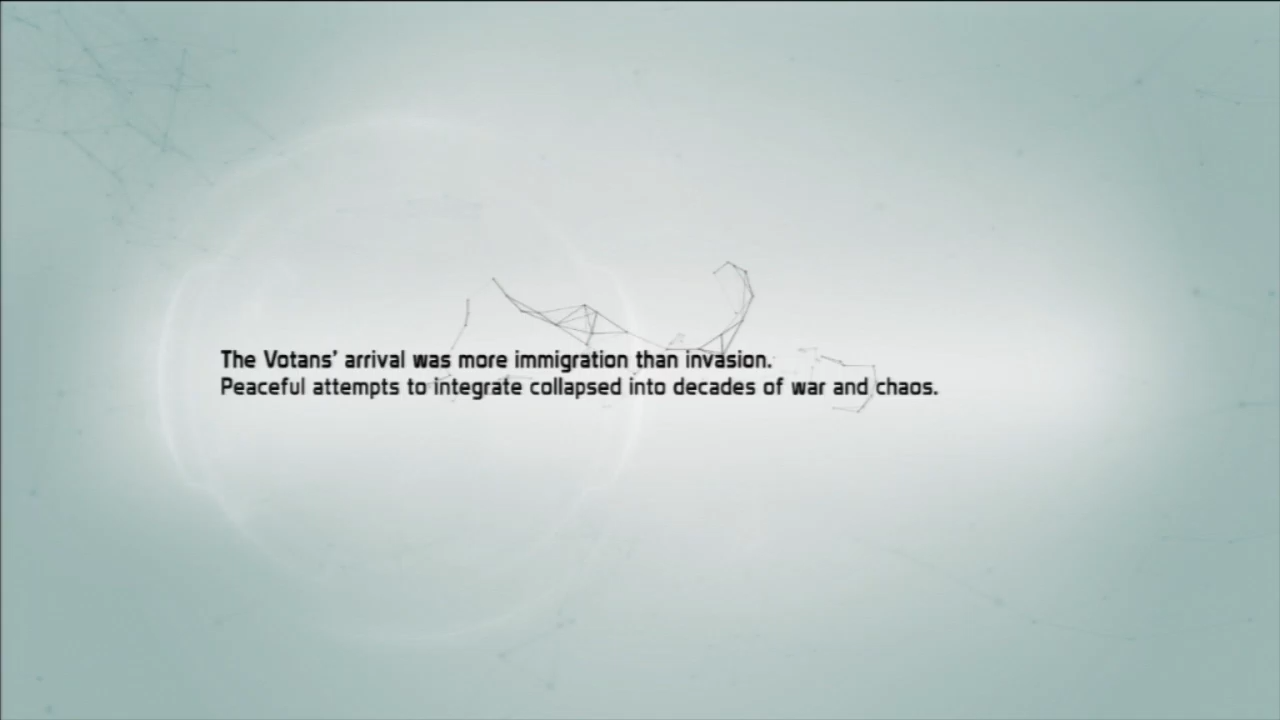 The Votans' arrival was more immigration than invasion.
Peaceful attempts to integrate collapsed into decades of war and chaos.